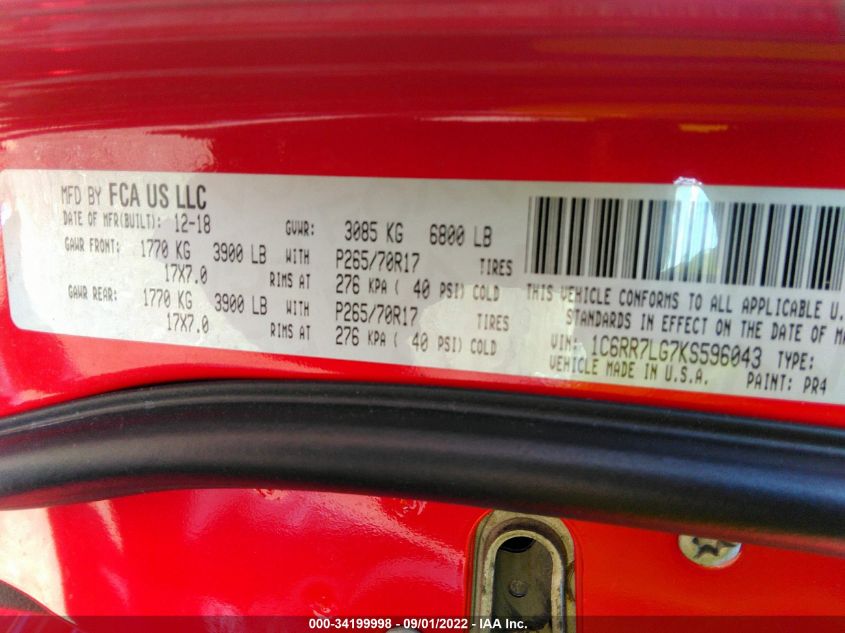 MFD BY FCA US LLC
DATE OF MFR(BUILT): 12-18 GVWR: 3085 KG 6800 LB
GAWR FRONT: 1770 KG 3900 LB WITH P265/70R17 TIRES
17X7.0 RIMS AT 276 KPA ( 40 PSI) COLD
GAWR REAR: 1770 KG 3900 LB WITH P265/70R17 TIRES
17X7.0 RIMS AT 276 KPA ( 40 PSI) COLD
THIS VEHICLE CONFORMS TO ALL APPLICABLE U.
STANDARDS IN EFFECT ON THE DATE OF
VIN: 1C6RR7LG7KS596043 TYPE:
VEHICLE MADE IN U.S.A. PAINT: PR4
000-34199998 - 09/01/2022 - IAA Inc.